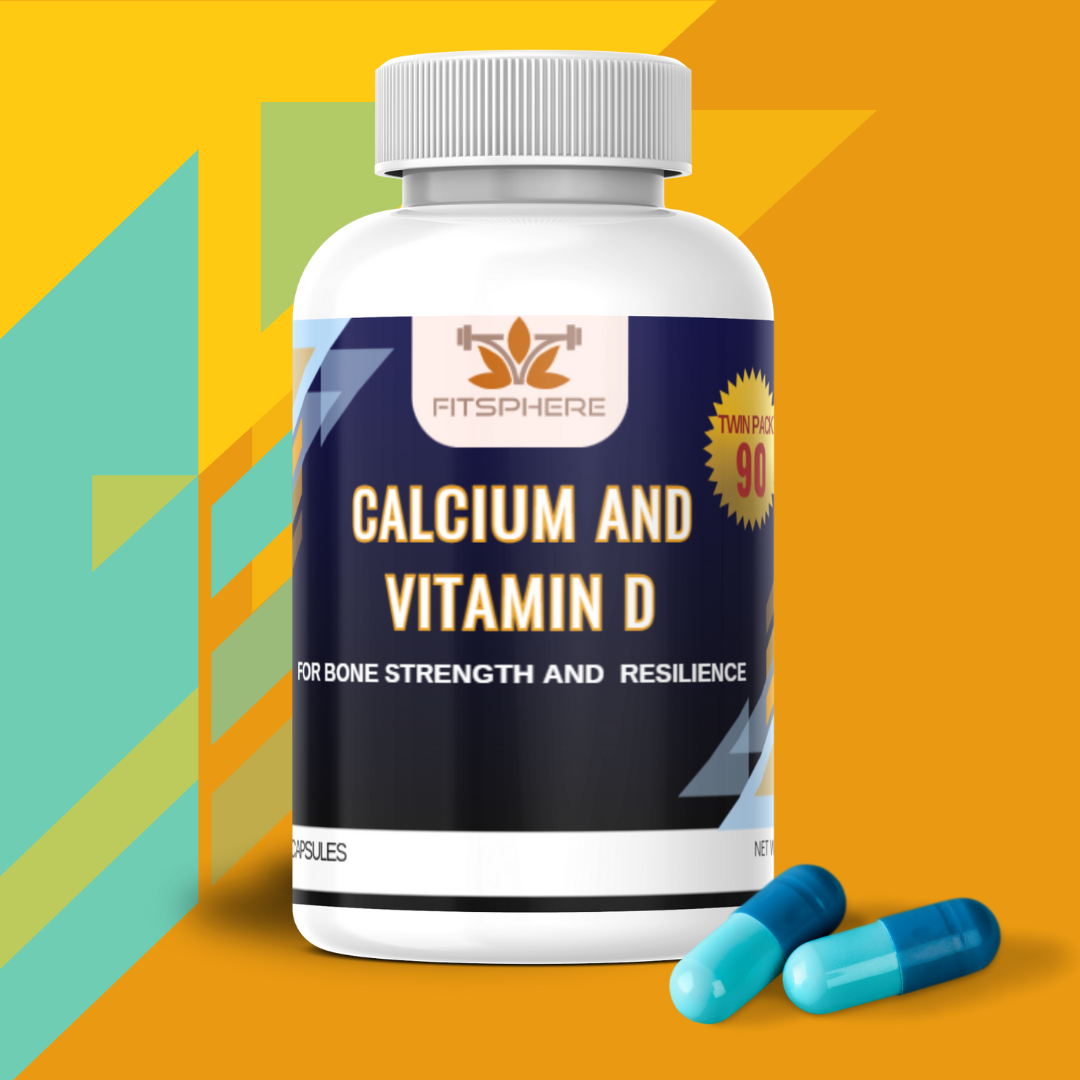 FITSPHERE
TWIN PACK
90
CALCIUM AND
VITAMIN D
FOR BONE STRENGTH AND RESILIENCE
CAPSULES
NET